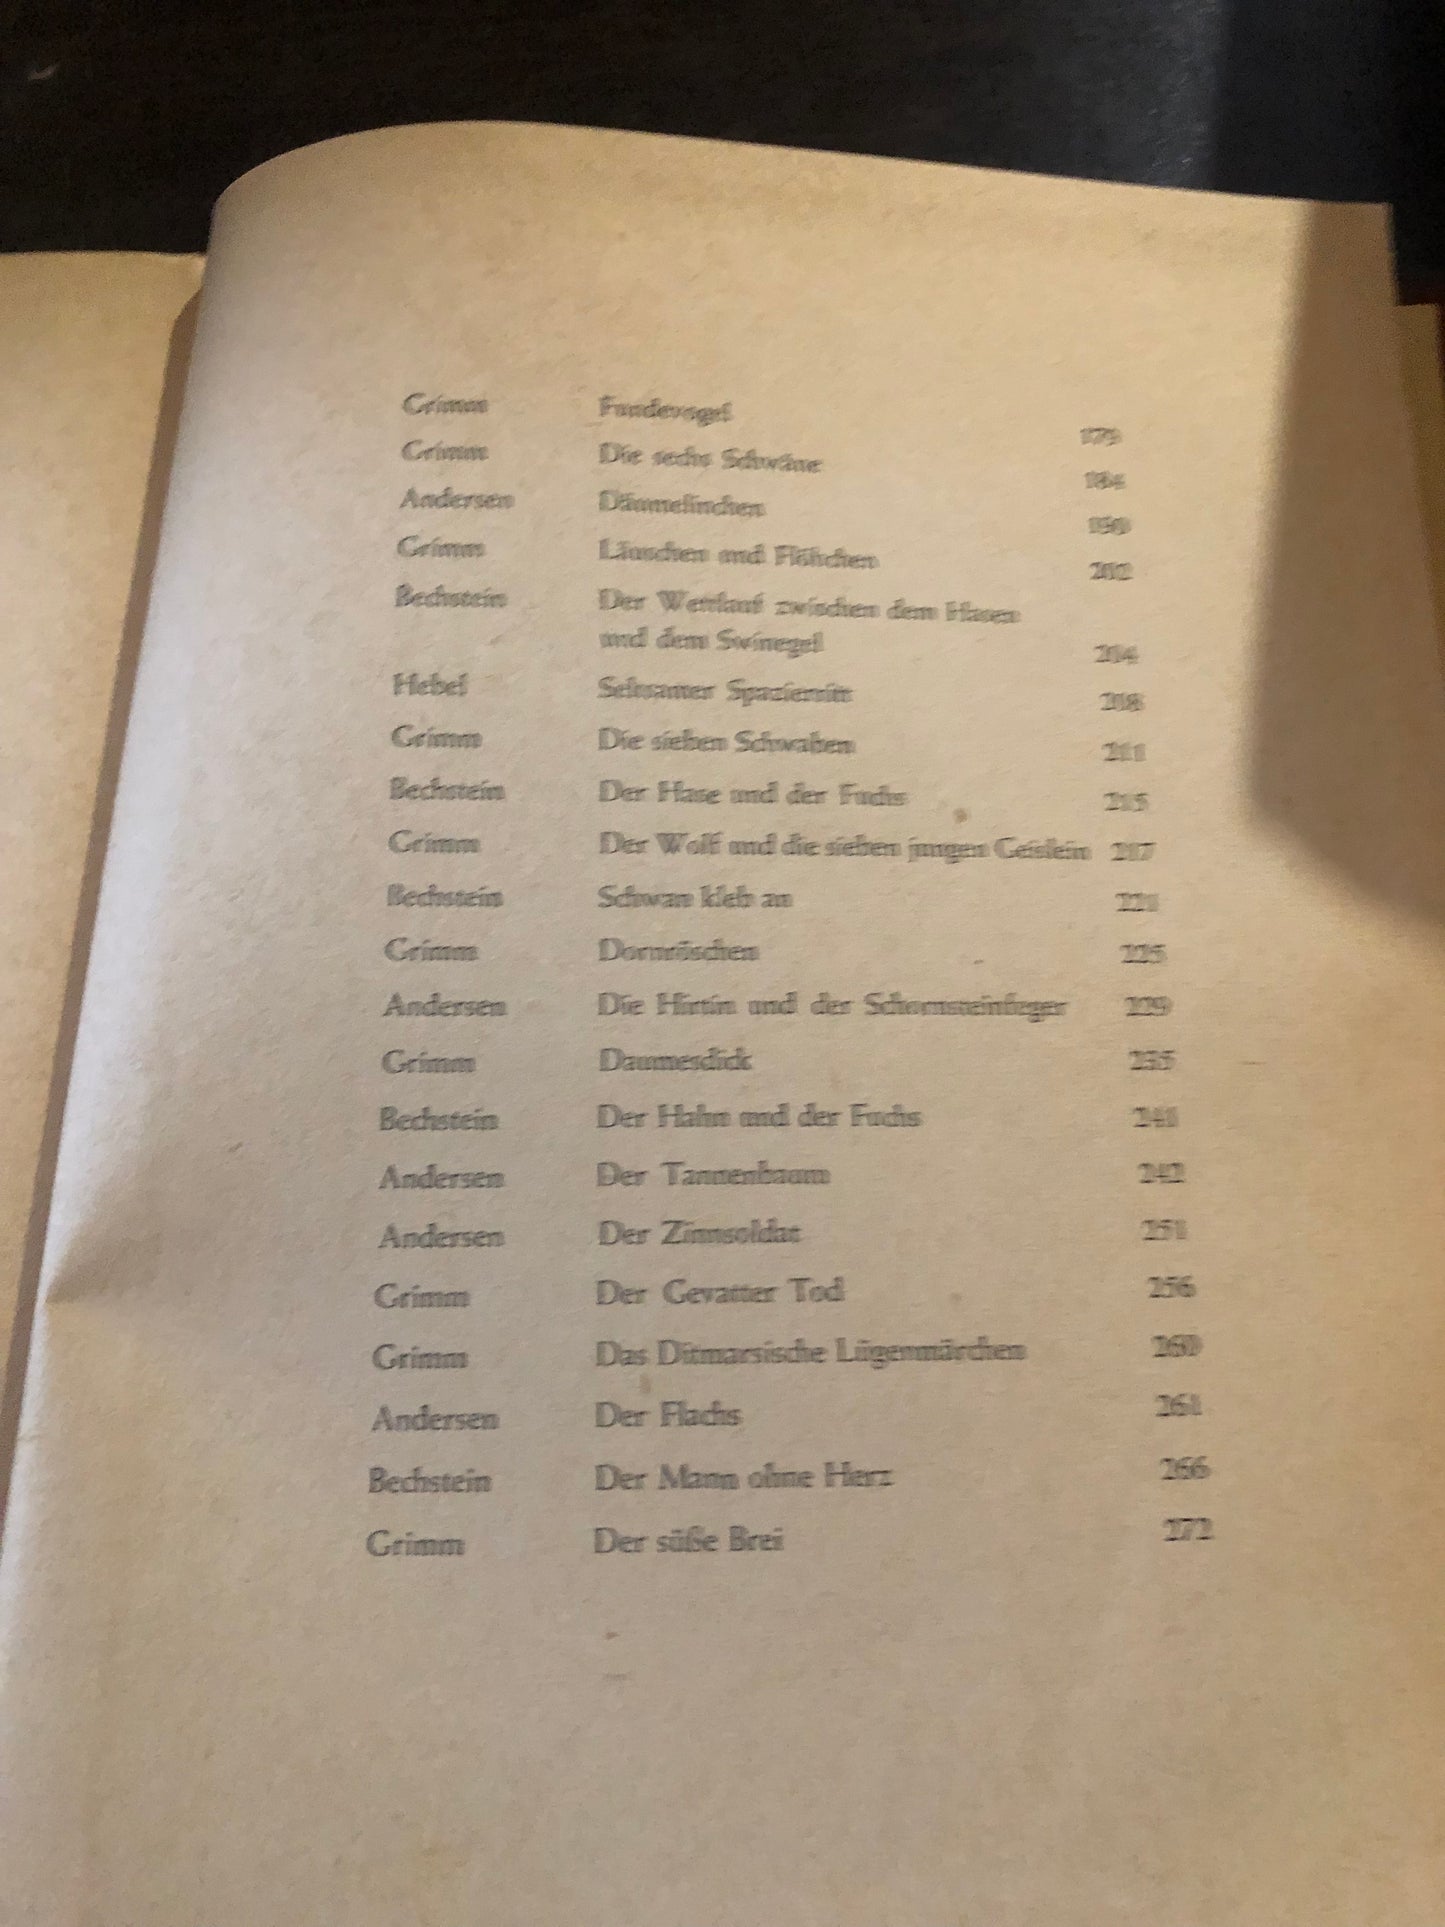 Grimm Fundevogel 179
Grimm Die sechs Schwäne 184
Andersen Däumelinchen 190
Grimm Läuschen und Flöhchen 202
Bechstein Der Wettlauf zwischen dem Hasen
und dem Swinegel 204
Hebel Seltsamer Spazierritt
Grimm Die sieben Schwaben 211
Bechstein Der Hase und der Fuchs 215
Grimm Der Wolf und die sieben jungen Geislein 217
Bechstein Schwan kleb an 221
Grimm Dornröschen 225
Andersen Die Hirtin und der Schornsteinfeger 229
Grimm Daumesdick 235
Bechstein Der Hahn und der Fuchs 241
Andersen Der Tannenbaum 242
Andersen Der Zinnsoldat 251
Grimm Der Gevatter Tod 256
Grimm Das Ditmarsische Lügenmärchen 260
Andersen Der Flachs 261
Bechstein Der Mann ohne Herz 266
Grimm Der süße Brei 272